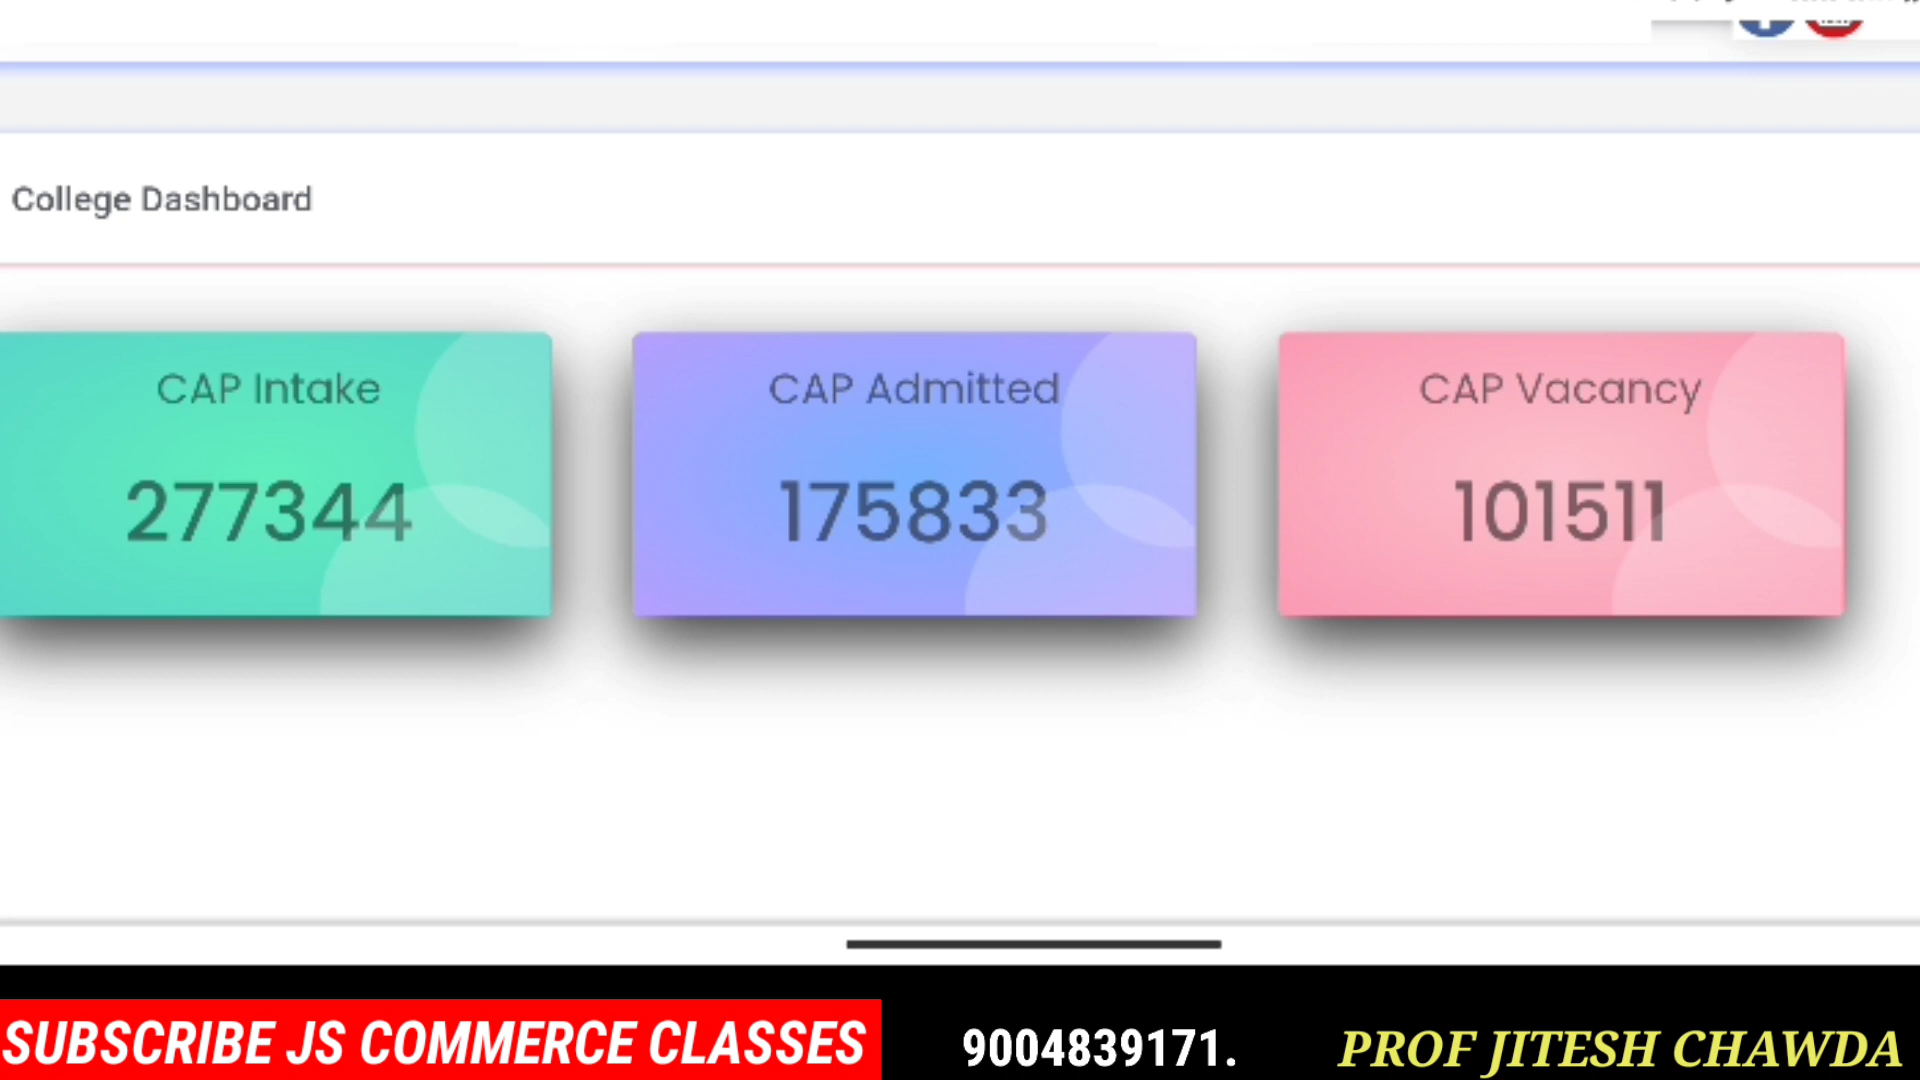 College Dashboard
CAP Intake
277344
CAP Admitted
175833
CAP Vacancy
101511
SUBSCRIBE JS COMMERCE CLASSES
9004839171.
PROF JITESH CHAWDA